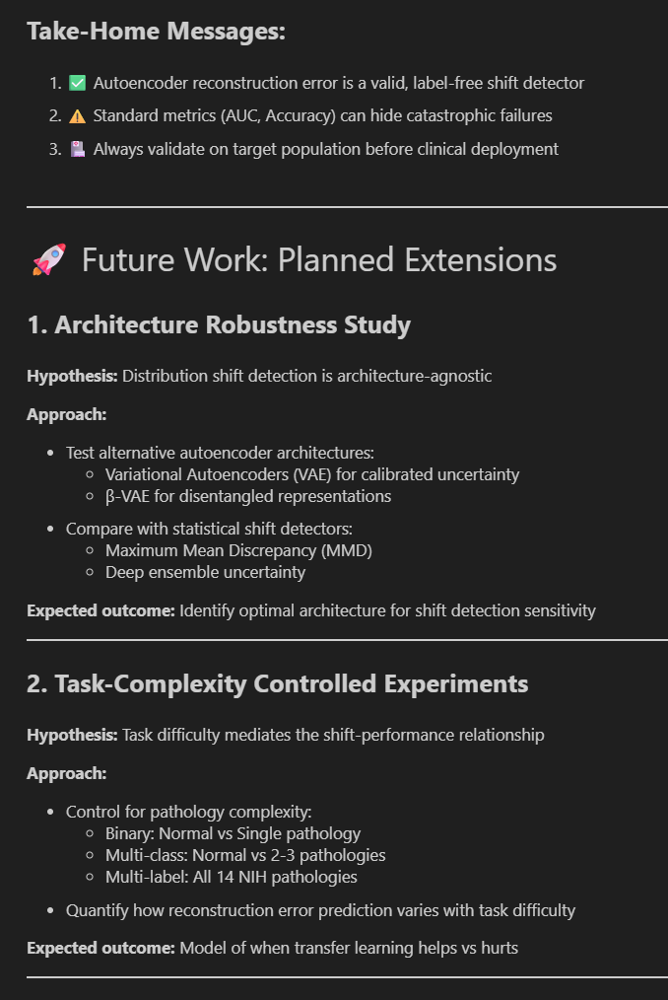 Take-Home Messages:
1. ✅ Autoencoder reconstruction error is a valid, label-free shift detector
2. ⚠️ Standard metrics (AUC, Accuracy) can hide catastrophic failures
3. 🏥 Always validate on target population before clinical deployment
🚀 Future Work: Planned Extensions
1. Architecture Robustness Study
Hypothesis: Distribution shift detection is architecture-agnostic
Approach:
• Test alternative autoencoder architectures:
◦ Variational Autoencoders (VAE) for calibrated uncertainty
◦ β-VAE for disentangled representations
• Compare with statistical shift detectors:
◦ Maximum Mean Discrepancy (MMD)
◦ Deep ensemble uncertainty
Expected outcome: Identify optimal architecture for shift detection sensitivity
2. Task-Complexity Controlled Experiments
Hypothesis: Task difficulty mediates the shift-performance relationship
Approach:
• Control for pathology complexity:
◦ Binary: Normal vs Single pathology
◦ Multi-class: Normal vs 2-3 pathologies
◦ Multi-label: All 14 NIH pathologies
• Quantify how reconstruction error prediction varies with task difficulty
Expected outcome: Model of when transfer learning helps vs hurts